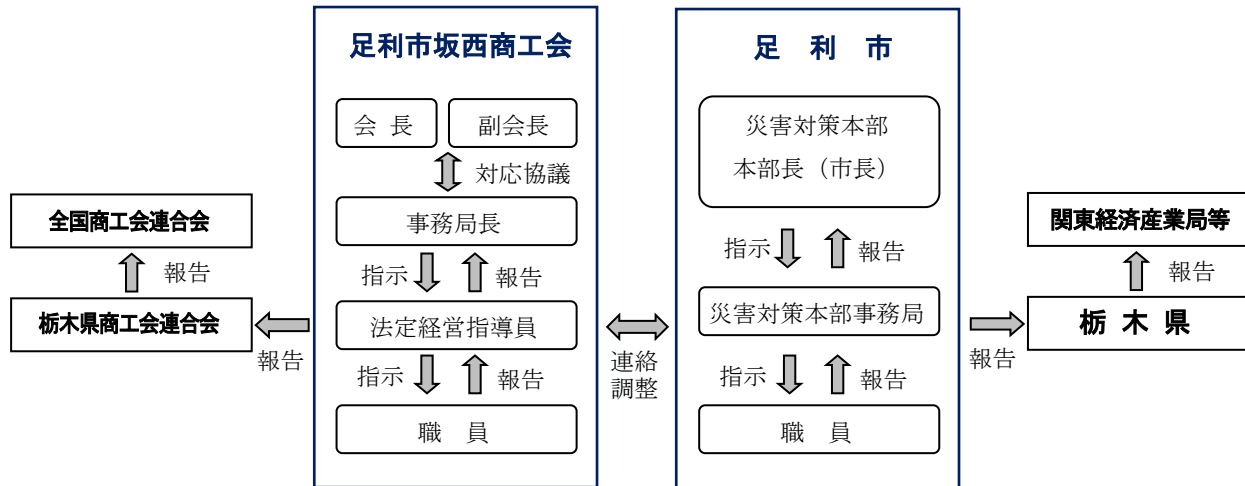 足利市坂西商工会
会 長
副会長
対応協議
事務局長
指示
報告
法定経営指導員
指示
報告
職 員
全国商工会連合会
報告
栃木県商工会連合会
報告
連絡
調整
足 利 市
災害対策本部
本部長（市長）
指示
報告
災害対策本部事務局
指示
報告
職 員
関東経済産業局等
報告
栃 木 県
報告